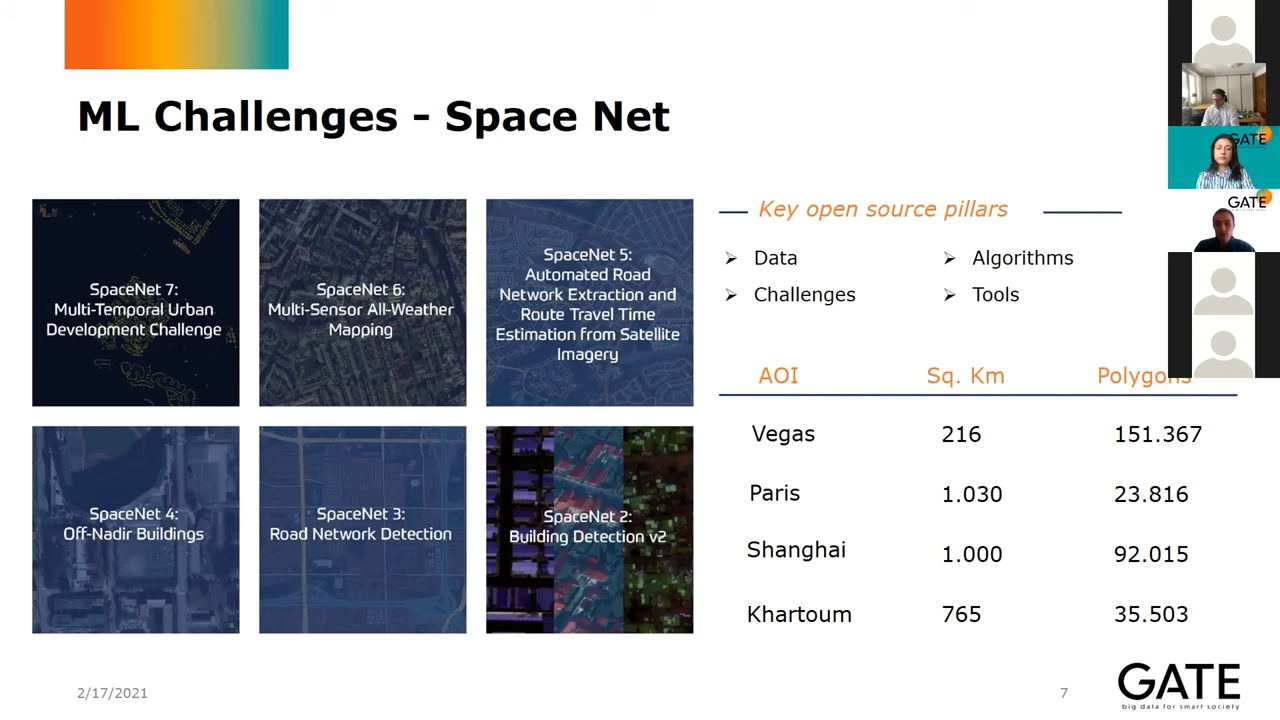 ML Challenges - Space Net
SpaceNet 7:
Multi-Temporal Urban
Development Challenge
SpaceNet 6:
Multi-Sensor All-Weather
Mapping
SpaceNet 5:
Automated Road
Network Extraction and
Route Travel Time
Estimation from Satellite
Imagery
SpaceNet 4:
Off-Nadir Buildings
SpaceNet 3:
Road Network Detection
SpaceNet 2:
Building Detection v2
Key open source pillars
Data
Algorithms
Challenges
Tools
AOI Sq. Km Polygons
Vegas 216 151.367
Paris 1.030 23.816
Shanghai 1.000 92.015
Khartoum 765 35.503
2/17/2021
7
GATE
big data for smart society
GATE
GATE